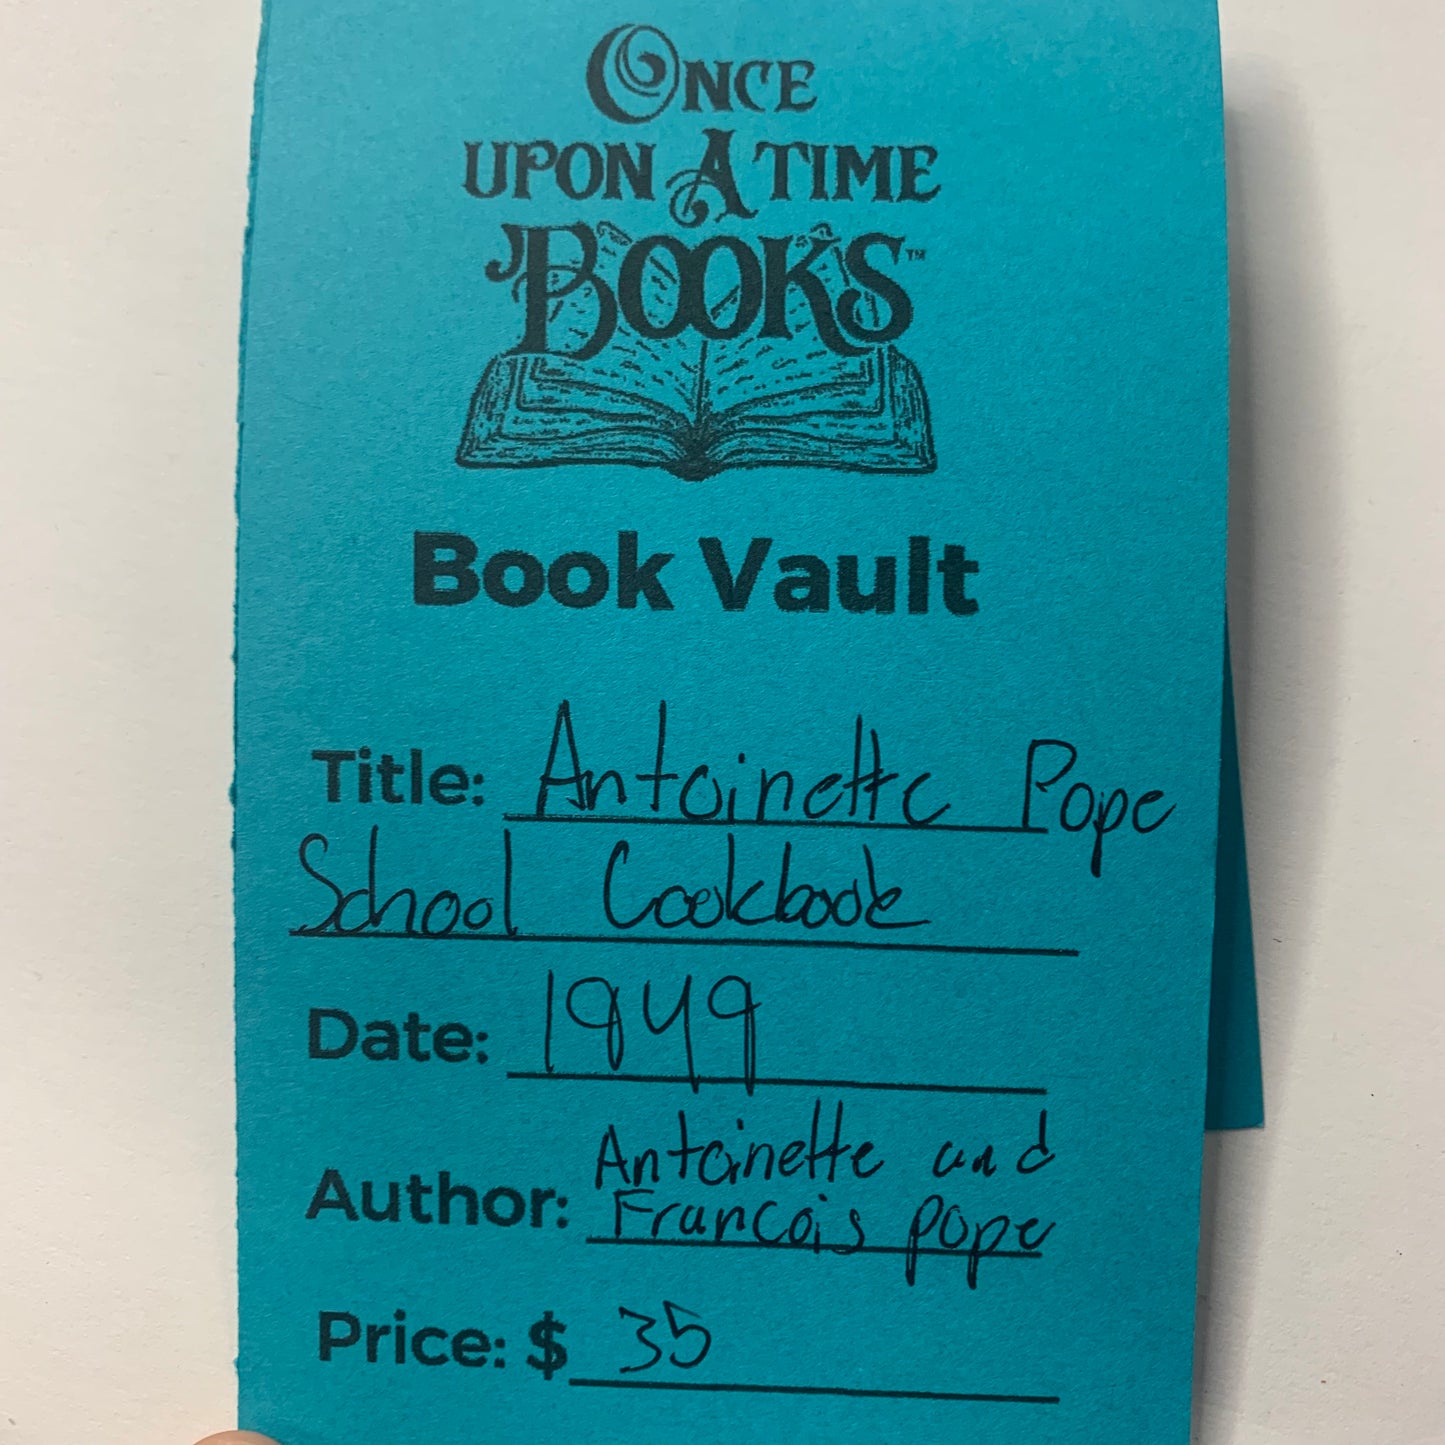 ONCE
UPON A TIME
BOOKS™
Book Vault
Title: Antoinette Pope
School Cookbook
Date: 1949
Antoinette and
Author: Francois pope
Price: $ 35